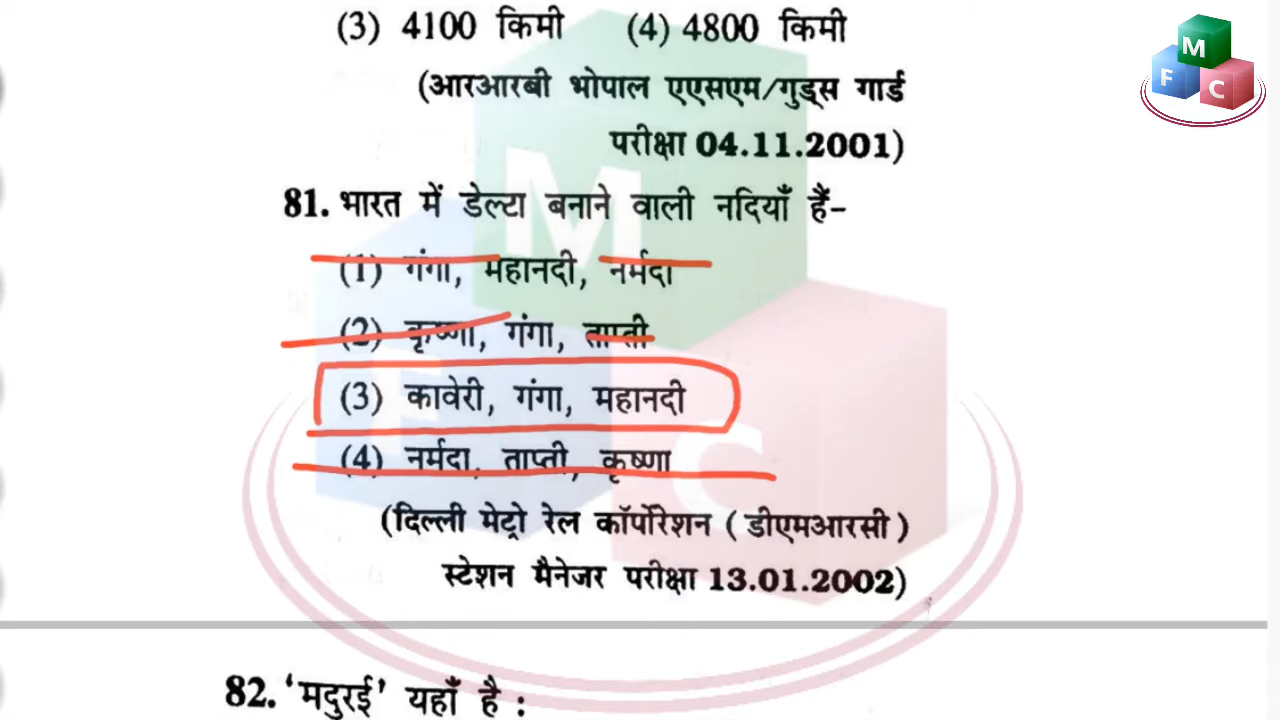 (3) 4100 किमी (4) 4800 किमी
(आरआरबी भोपाल एएसएम/गुड्स गार्ड
परीक्षा 04.11.2001)
81. भारत में डेल्टा बनाने वाली नदियाँ हैं-
(1) गंगा, महानदी, नर्मदा
(2) कृष्णा, गंगा, ताप्ती
(3) कावेरी, गंगा, महानदी
(4) नर्मदा, ताप्ती, कृष्णा
(दिल्ली मेट्रो रेल कॉर्पोरेशन (डीएमआरसी)
स्टेशन मैनेजर परीक्षा 13.01.2002)
82. 'मदुरई' यहाँ है :
M
F C
M
F C